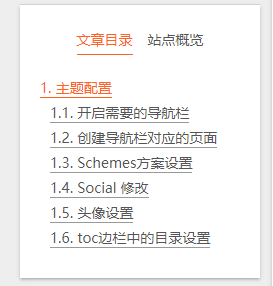 文章目录 站点概览
1. 主题配置
1.1. 开启需要的导航栏
1.2. 创建导航栏对应的页面
1.3. Schemes方案设置
1.4. Social 修改
1.5. 头像设置
1.6. toc边栏中的目录设置